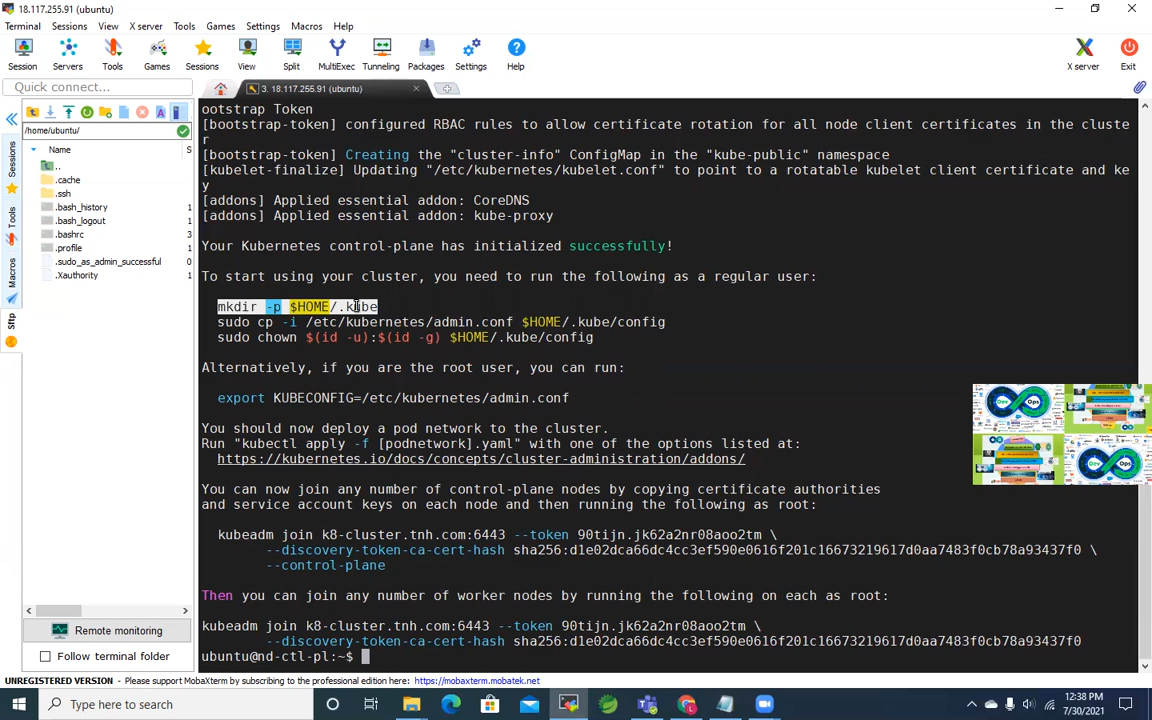 18.117.255.91 (ubuntu)
Terminal Sessions View X server Tools Games Settings Macros Help
Session Servers Tools Games Sessions View Split MultiExec Tunneling Packages Settings Help X server Exit
Quick connect...
3. 18.117.255.91 (ubuntu)
/home/ubuntu/
Name S
..
.cache
.ssh
.bash_history 1
.bash_logout 1
.bashrc 3
.profile 1
.sudo_as_admin_successful 0
.Xauthority 1
Sessions
Tools
Macros
Sftp
Remote monitoring
Follow terminal folder
ootstrap Token
[bootstrap-token] configured RBAC rules to allow certificate rotation for all node client certificates in the cluste
r
[bootstrap-token] Creating the "cluster-info" ConfigMap in the "kube-public" namespace
[kubelet-finalize] Updating "/etc/kubernetes/kubelet.conf" to point to a rotatable kubelet client certificate and ke
y
[addons] Applied essential addon: CoreDNS
[addons] Applied essential addon: kube-proxy
Your Kubernetes control-plane has initialized successfully!
To start using your cluster, you need to run the following as a regular user:
mkdir -p $HOME/.kube
sudo cp -i /etc/kubernetes/admin.conf $HOME/.kube/config
sudo chown $(id -u):$(id -g) $HOME/.kube/config
Alternatively, if you are the root user, you can run:
export KUBECONFIG=/etc/kubernetes/admin.conf
You should now deploy a pod network to the cluster.
Run "kubectl apply -f [podnetwork].yaml" with one of the options listed at:
https://kubernetes.io/docs/concepts/cluster-administration/addons/
You can now join any number of control-plane nodes by copying certificate authorities
and service account keys on each node and then running the following as root:
kubeadm join k8-cluster.tnh.com:6443 --token 90tijn.jk62a2nr08aoo2tm \
--discovery-token-ca-cert-hash sha256:d1e02dca66dc4cc3ef590e0616f201c16673219617d0aa7483f0cb78a93437f0 \
--control-plane
Then you can join any number of worker nodes by running the following on each as root:
kubeadm join k8-cluster.tnh.com:6443 --token 90tijn.jk62a2nr08aoo2tm \
--discovery-token-ca-cert-hash sha256:d1e02dca66dc4cc3ef590e0616f201c16673219617d0aa7483f0cb78a93437f0
ubuntu@nd-ctl-pl:~$
UNREGISTERED VERSION - Please support MobaXterm by subscribing to the professional edition here: https://mobaxterm.mobatek.net
Type here to search
12:38 PM
7/30/2021